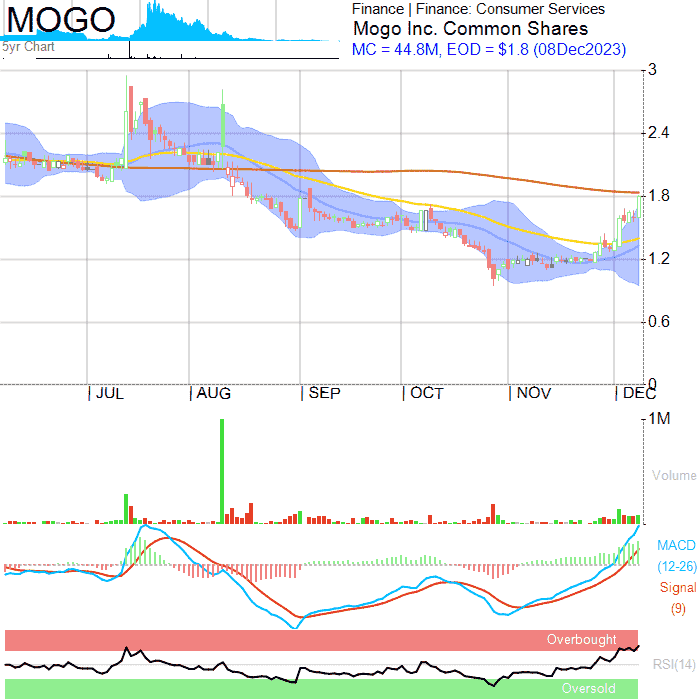 MOGO
5yr Chart
Finance | Finance: Consumer Services
Mogo Inc. Common Shares
MC = 44.8M, EOD = $1.8 (08Dec2023)
3
2.4
1.8
1.2
0.6
0
JUL
AUG
SEP
OCT
NOV
DEC
1M
Volume
MACD
(12-26)
Signal
(9)
Overbought
RSI(14)
Oversold